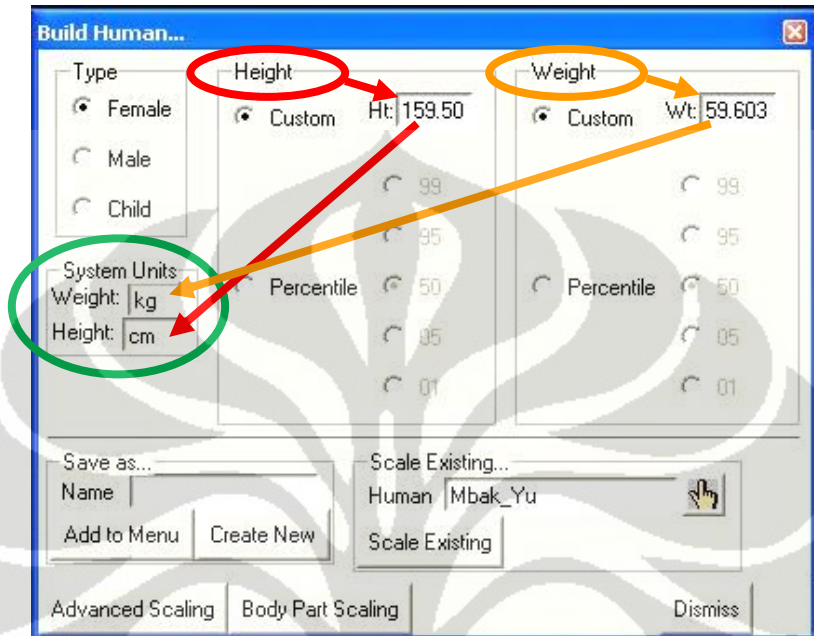 Build Human...
Type
Female
Male
Child
System Units
Weight: kg
Height: cm
Height
Custom Ht: 159.50
99
95
Percentile 50
05
01
Weight
Custom Wt: 59.603
99
95
Percentile 50
05
01
Save as...
Name
Add to Menu Create New
Scale Existing...
Human Mbak_Yu
Scale Existing
Advanced Scaling Body Part Scaling Dismiss